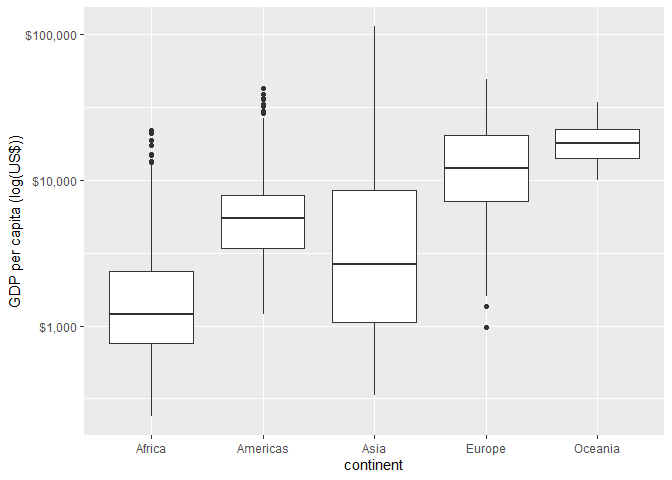 $100,000
$10,000
$1,000
GDP per capita (log(US$))
Africa Americas Asia Europe Oceania
continent